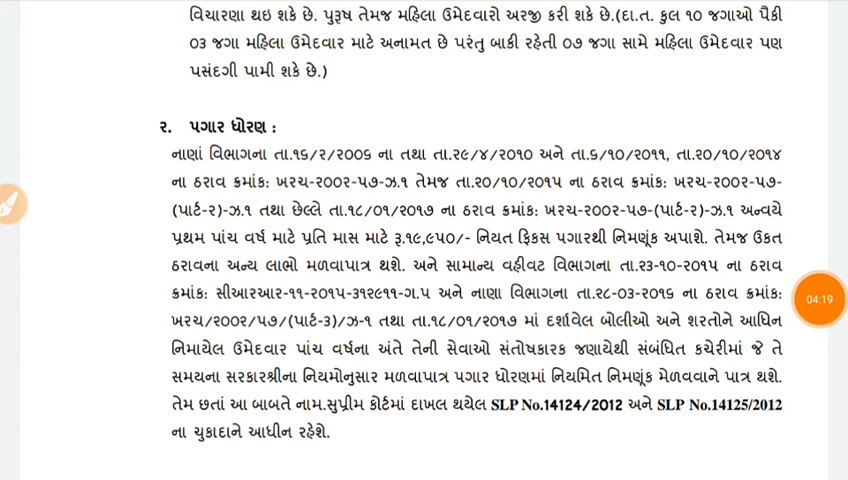 વિચારણા થઇ શકે છે. પુરૂષ તેમજ મહિલા ઉમેદવારો અરજી કરી શકે છે.(દા.ત. કુલ ૧૦ જગાઓ પૈકી
૦૩ જગા મહિલા ઉમેદવાર માટે અનામત છે પરંતુ બાકી રહેતી ૦૭ જગા સામે મહિલા ઉમેદવાર પણ
પસંદગી પામી શકે છે.)
૨. પગાર ધોરણ :
નાણાં વિભાગના તા.૧૬/૨/૨૦૦૬ ના તથા તા.૨૯/૪/૨૦૧૦ અને તા.૬/૧૦/૨૦૧૧, તા.૨૦/૧૦/૨૦૧૪
ના ઠરાવ ક્રમાંક: ખરચ-૨૦૦૨-૫૭-ઝ.૧ તેમજ તા.૨૦/૧૦/૨૦૧૫ ના ઠરાવ ક્રમાંક: ખરચ-૨૦૦૨-૫૭-
(પાર્ટ-૨)-ઝ.૧ તથા છેલ્લે તા.૧૮/૦૧/૨૦૧૭ ના ઠરાવ ક્રમાંક: ખરચ-૨૦૦૨-૫૭-(પાર્ટ-૨)-ઝ.૧ અન્વયે
પ્રથમ પાંચ વર્ષ માટે પ્રતિ માસ માટે રૂ.૧૯,૯૫૦/- નિયત ફિકસ પગારથી નિમણૂંક અપાશે. તેમજ ઉકત
ઠરાવના અન્ય લાભો મળવાપાત્ર થશે. અને સામાન્ય વહીવટ વિભાગના તા.૨૩-૧૦-૨૦૧૫ ના ઠરાવ
ક્રમાંક: સીઆરઆર-૧૧-૨૦૧૫-૩૧૨૯૧૧-ગ.૫ અને નાણા વિભાગના તા.૨૮-૦૩-૨૦૧૬ ના ઠરાવ ક્રમાંક:
ખરચ/૨૦૦૨/૫૭/(પાર્ટ-૩)/ઝ-૧ તથા તા.૧૮/૦૧/૨૦૧૭ માં દર્શાવેલ બોલીઓ અને શરતોને આધિન
નિમાયેલ ઉમેદવાર પાંચ વર્ષના અંતે તેની સેવાઓ સંતોષકારક જણાયેથી સંબંધિત કચેરીમાં જે તે
સમયના સરકારશ્રીના નિયમોનુસાર મળવાપાત્ર પગાર ધોરણમાં નિયમિત નિમણૂંક મેળવવાને પાત્ર થશે.
તેમ છતાં આ બાબતે નામ.સુપ્રીમ કોર્ટમાં દાખલ થયેલ SLP No.14124/2012 અને SLP No.14125/2012
ના ચુકાદાને આધીન રહેશે.
04:19